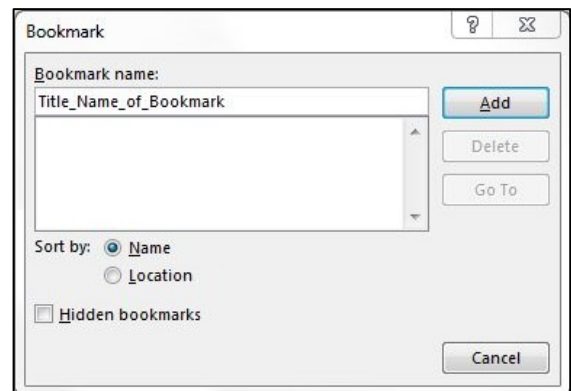 Bookmark
Bookmark name:
Title_Name_of_Bookmark
Add
Delete
Go To
Sort by: Name
Location
Hidden bookmarks
Cancel